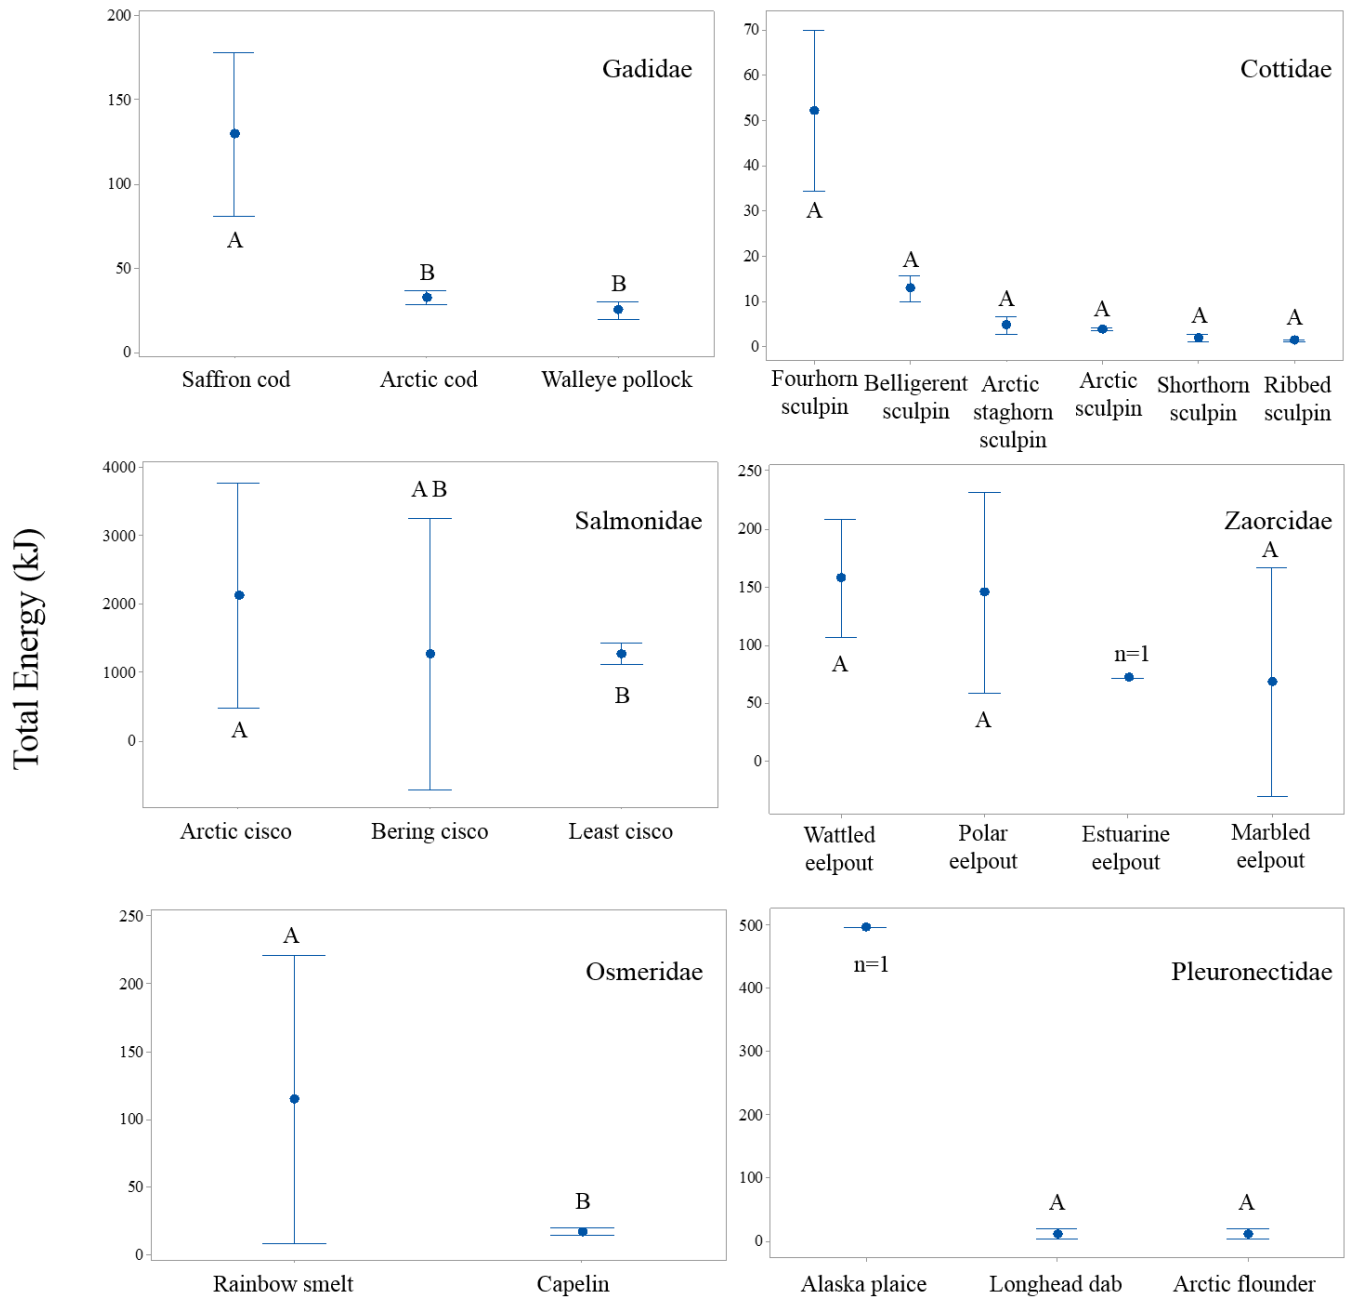 Total Energy (kJ)
200
150
100
50
0
Gadidae
A
B
B
Saffron cod
Arctic cod
Walleye pollock
70
60
50
40
30
20
10
0
Cottidae
A
A
A
A
A
A
Fourhorn
sculpin
Belligerent
sculpin
Arctic
staghorn
sculpin
Arctic
sculpin
Shorthorn
sculpin
Ribbed
sculpin
4000
3000
2000
1000
0
Salmonidae
A
A B
B
Arctic cisco
Bering cisco
Least cisco
250
200
150
100
50
0
Zaorcidae
A
A
n=1
A
Wattled
eelpout
Polar
eelpout
Estuarine
eelpout
Marbled
eelpout
250
200
150
100
50
0
Osmeridae
A
B
Rainbow smelt
Capelin
500
400
300
200
100
0
Pleuronectidae
n=1
A
A
Alaska plaice
Longhead dab
Arctic flounder